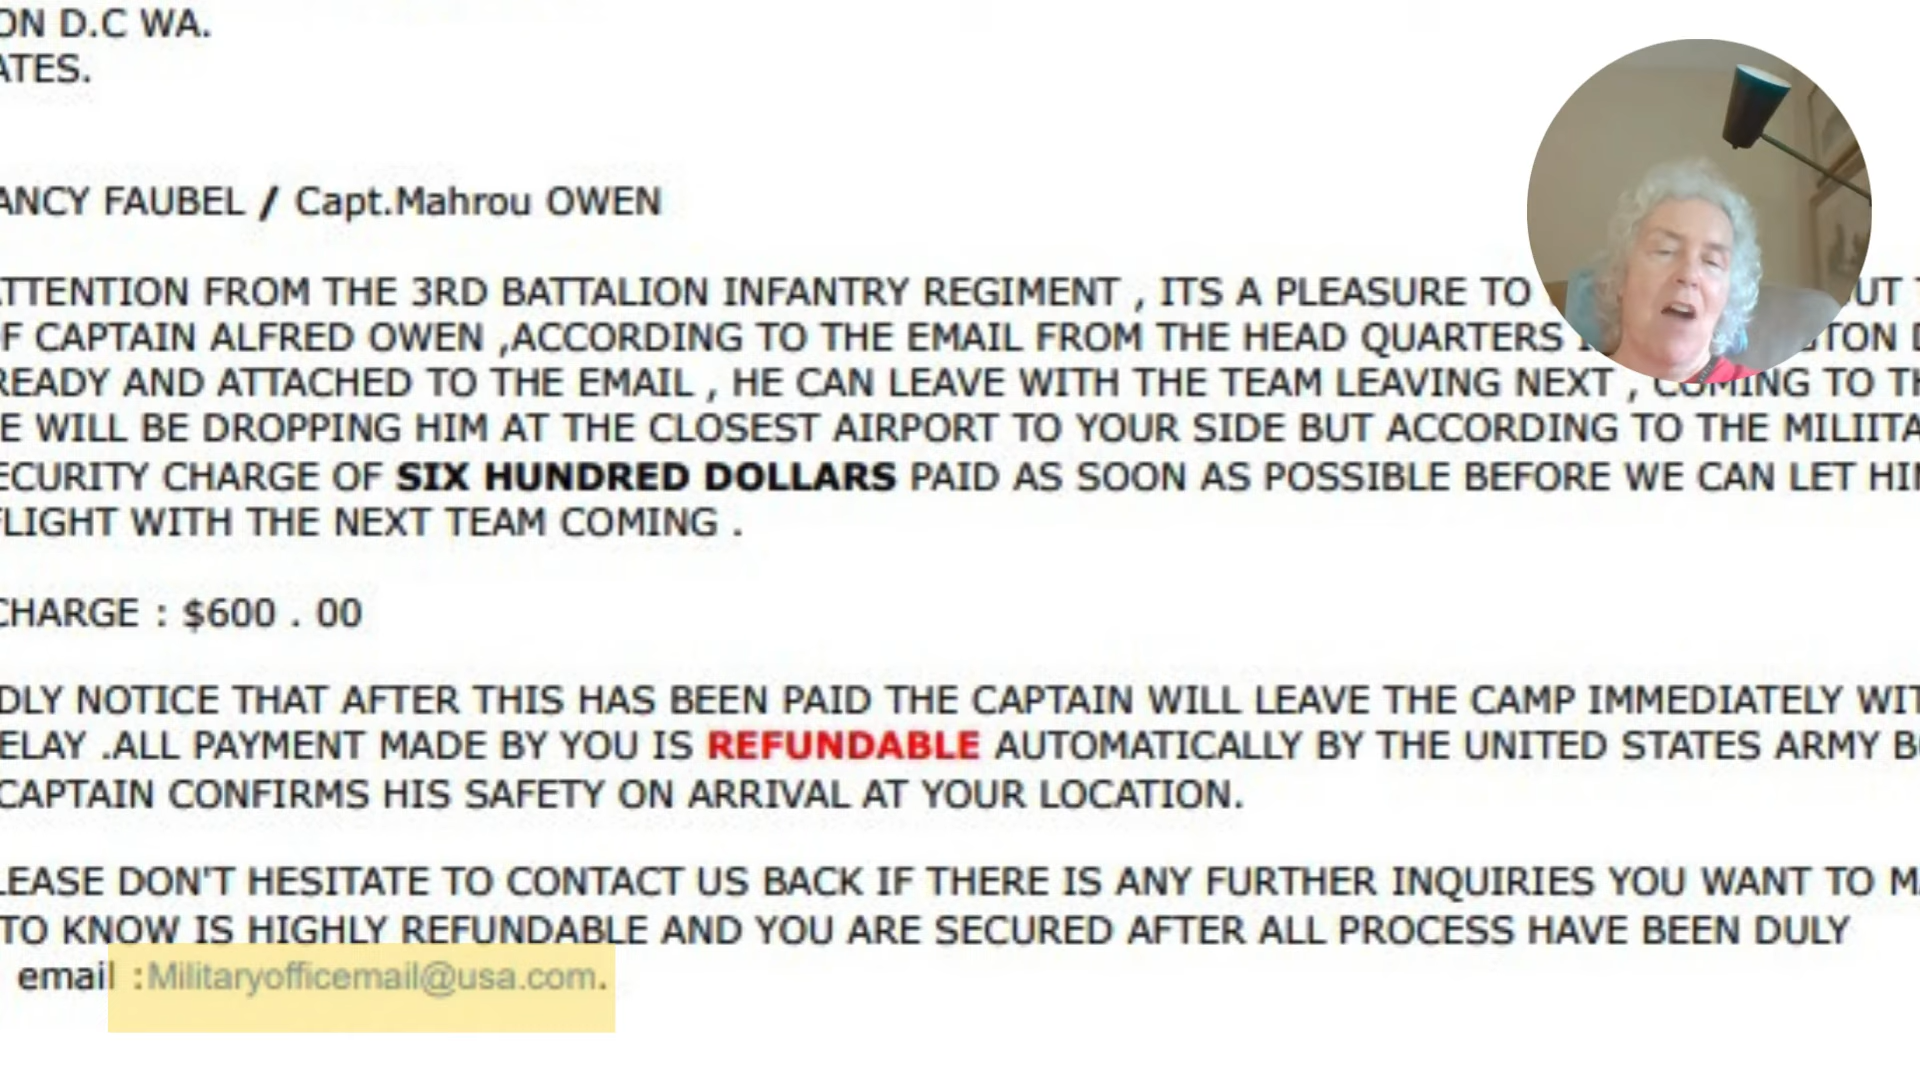 ON D.C WA.
ATES.
ANCY FAUBEL / Capt.Mahrou OWEN
ATTENTION FROM THE 3RD BATTALION INFANTRY REGIMENT , ITS A PLEASURE TO
OF CAPTAIN ALFRED OWEN ,ACCORDING TO THE EMAIL FROM THE HEAD QUARTERS
READY AND ATTACHED TO THE EMAIL , HE CAN LEAVE WITH THE TEAM LEAVING NEXT , COMING TO
E WILL BE DROPPING HIM AT THE CLOSEST AIRPORT TO YOUR SIDE BUT ACCORDING TO THE MILIITA
ECURITY CHARGE OF SIX HUNDRED DOLLARS PAID AS SOON AS POSSIBLE BEFORE WE CAN LET HIM
FLIGHT WITH THE NEXT TEAM COMING .
CHARGE : $600 . 00
DLY NOTICE THAT AFTER THIS HAS BEEN PAID THE CAPTAIN WILL LEAVE THE CAMP IMMEDIATELY WIT
ELAY .ALL PAYMENT MADE BY YOU IS REFUNDABLE AUTOMATICALLY BY THE UNITED STATES ARMY
CAPTAIN CONFIRMS HIS SAFETY ON ARRIVAL AT YOUR LOCATION.
LEASE DON'T HESITATE TO CONTACT US BACK IF THERE IS ANY FURTHER INQUIRIES YOU WANT TO
TO KNOW IS HIGHLY REFUNDABLE AND YOU ARE SECURED AFTER ALL PROCESS HAVE BEEN DULY
email :Militaryofficemail@usa.com.